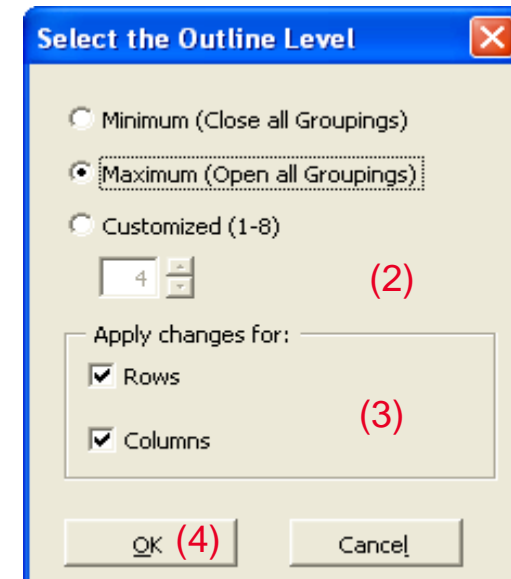 Select the Outline Level
Minimum (Close all Groupings)
Maximum (Open all Groupings)
Customized (1-8)
4 (2)
Apply changes for:
Rows
(3)
Columns
OK (4) Cancel